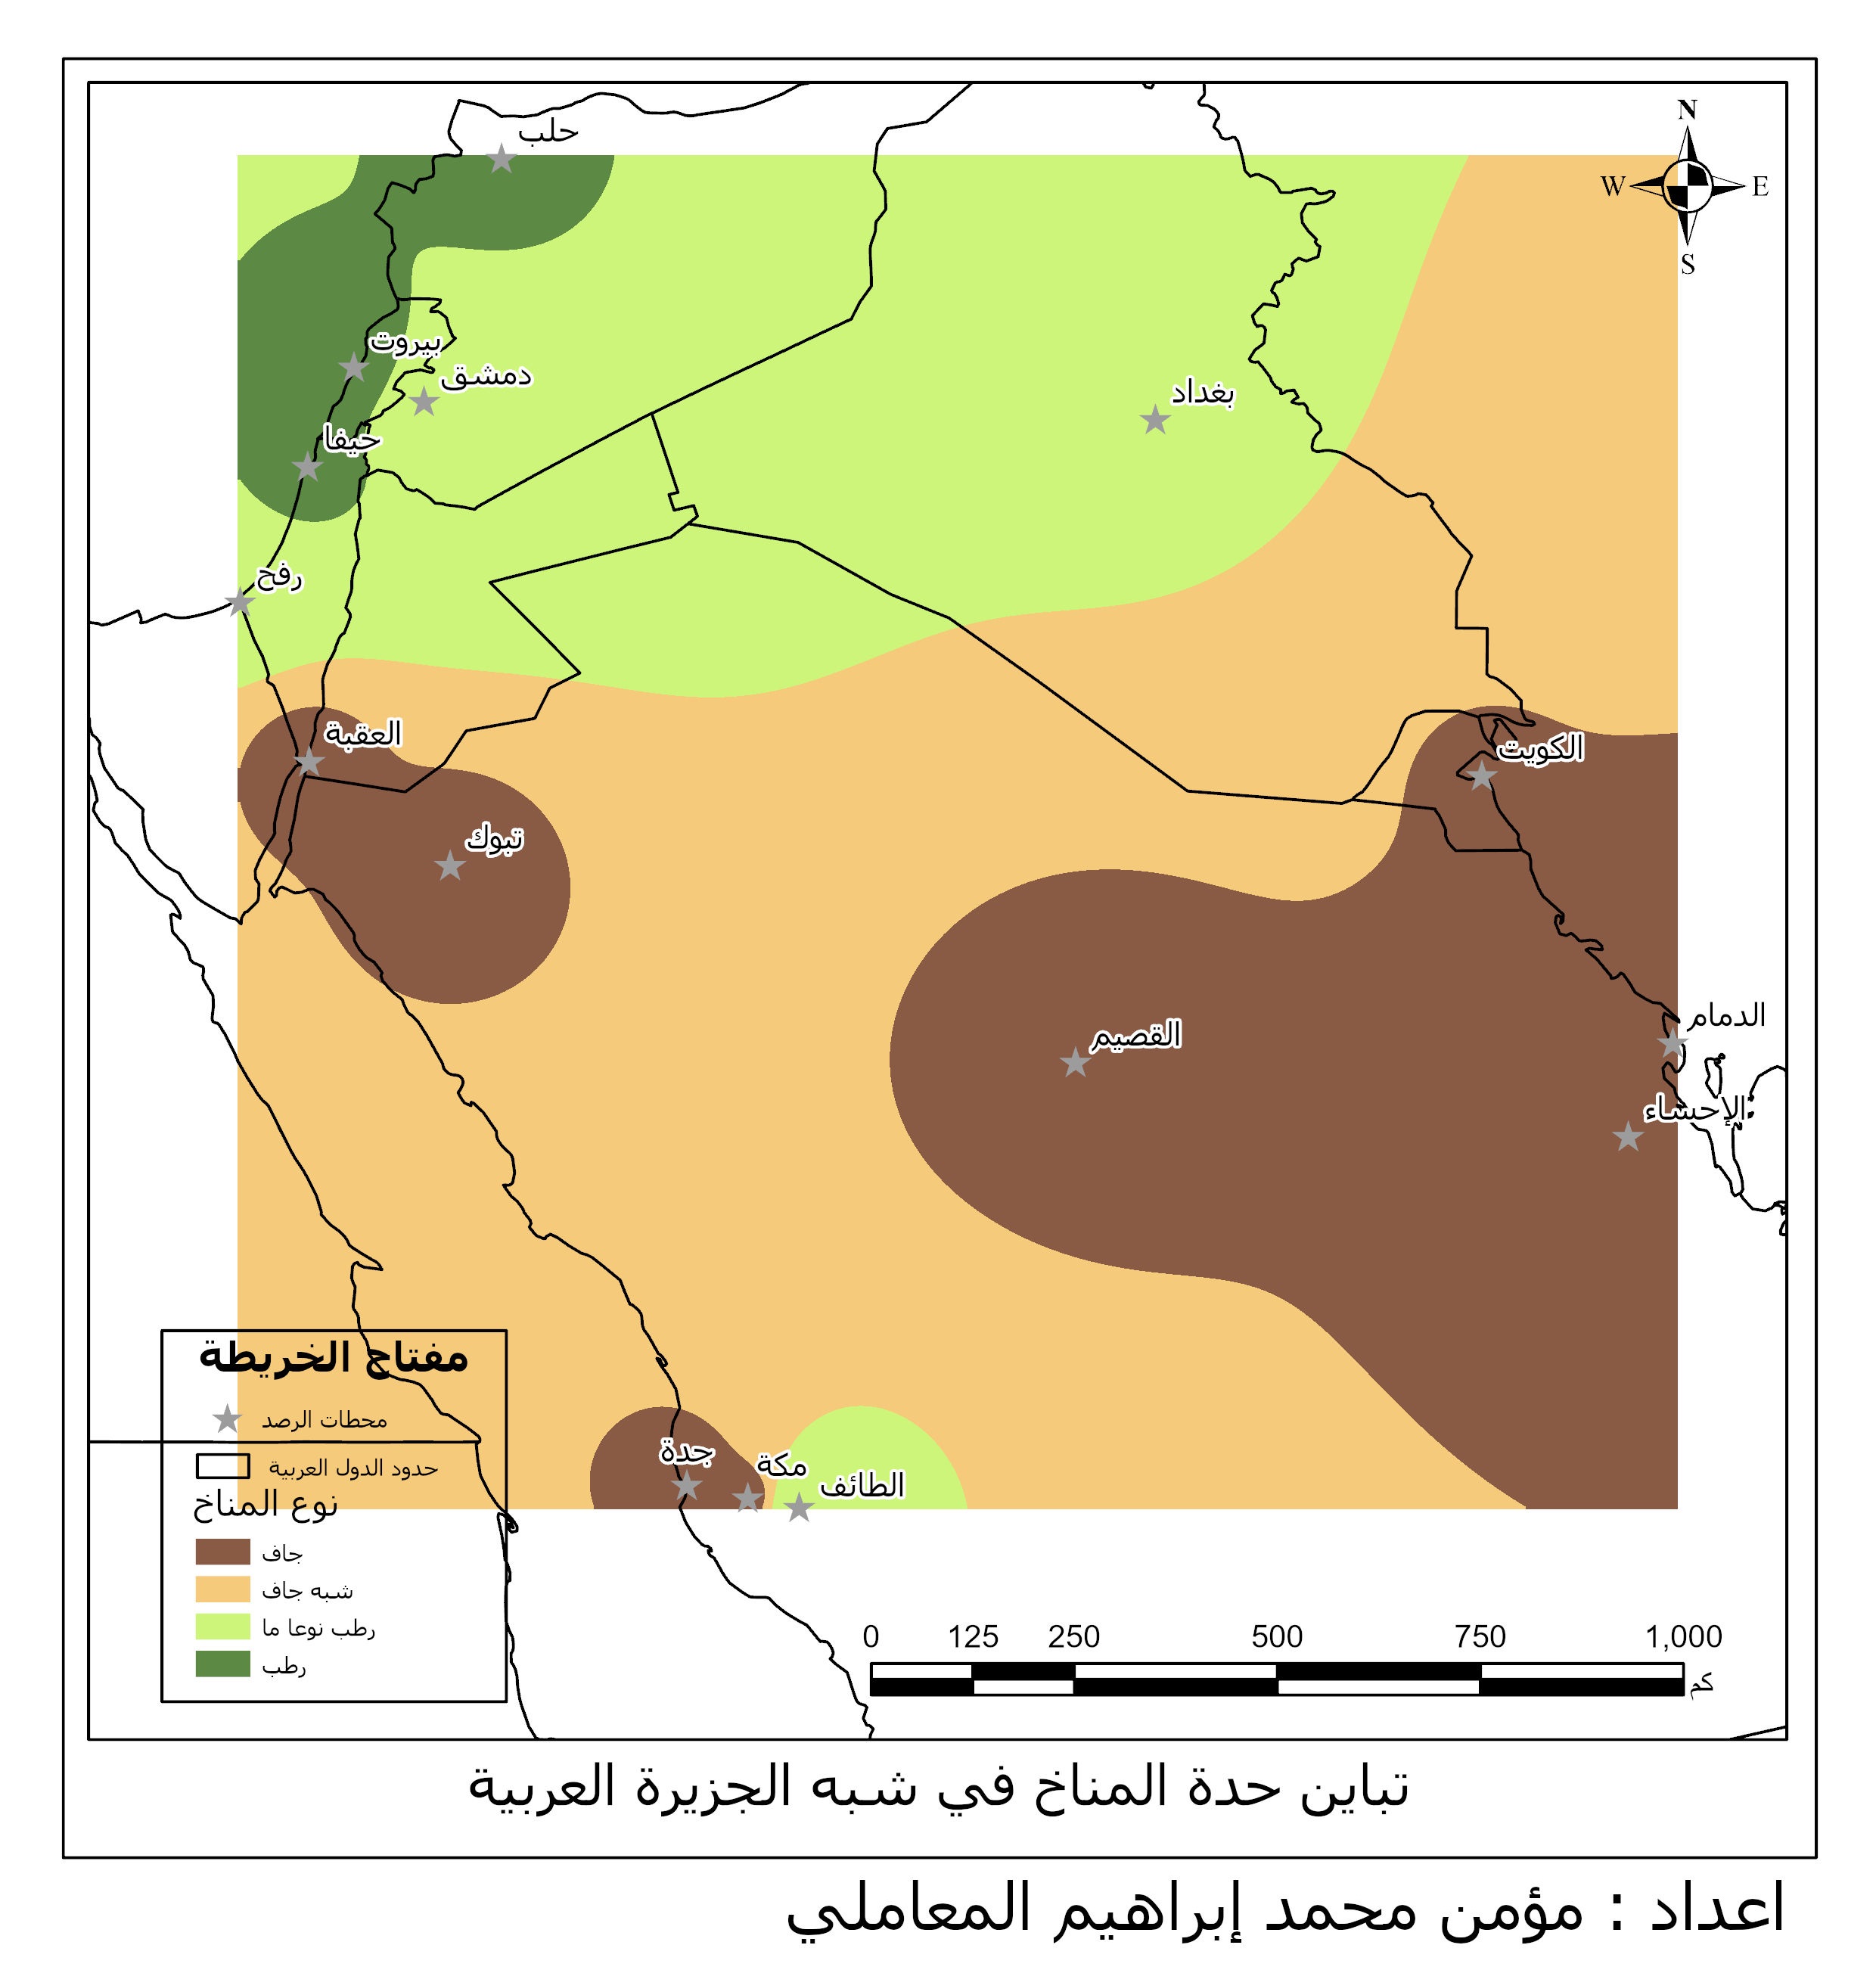 N
W
E
S
حلب
بيروت
دمشق
بغداد
حيفا
رفح
العقبة
الكويت
تبوك
الدمام
القصيم
الإحساء
جدة
مكة
الطائف
مفتاح الخريطة
محطات الرصد
حدود الدول العربية
نوع المناخ
جاف
شبه جاف
رطب نوعا ما
رطب
0 125 250 500 750 1,000
كم
تباين حدة المناخ في شبه الجزيرة العربية
اعداد : مؤمن محمد إبراهيم المعاملي